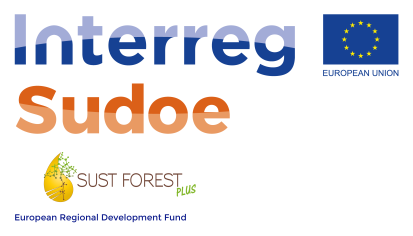 Interreg
EUROPEAN UNION
Sudoe
SUST FOREST
PLUS
European Regional Development Fund